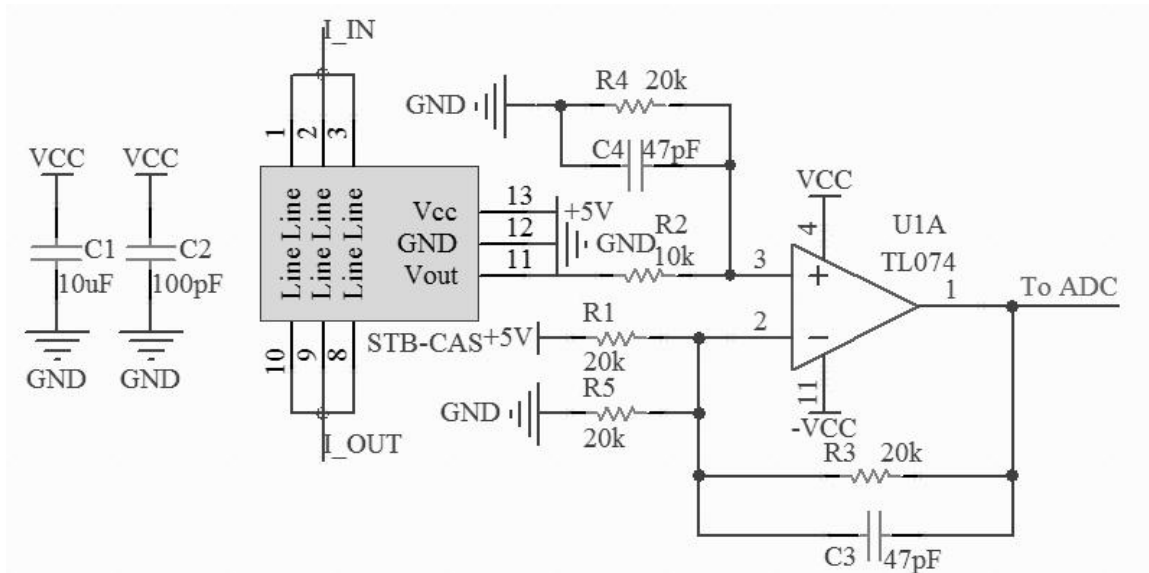 I_IN
R4 20k
GND
1
2
3
C4 47pF
VCC
VCC
VCC
Line Line
Line Line
Line Line
Vcc
13
+5V
4
U1A
GND
12
GND
R2
10k
TL074
C1
C2
Vout
11
3
+
1
To ADC
10uF
100pF
10
9
8
STB-CAS
+5V
R1
20k
2
−
GND
GND
GND
R5
20k
11
-VCC
I_OUT
R3 20k
C3 47pF